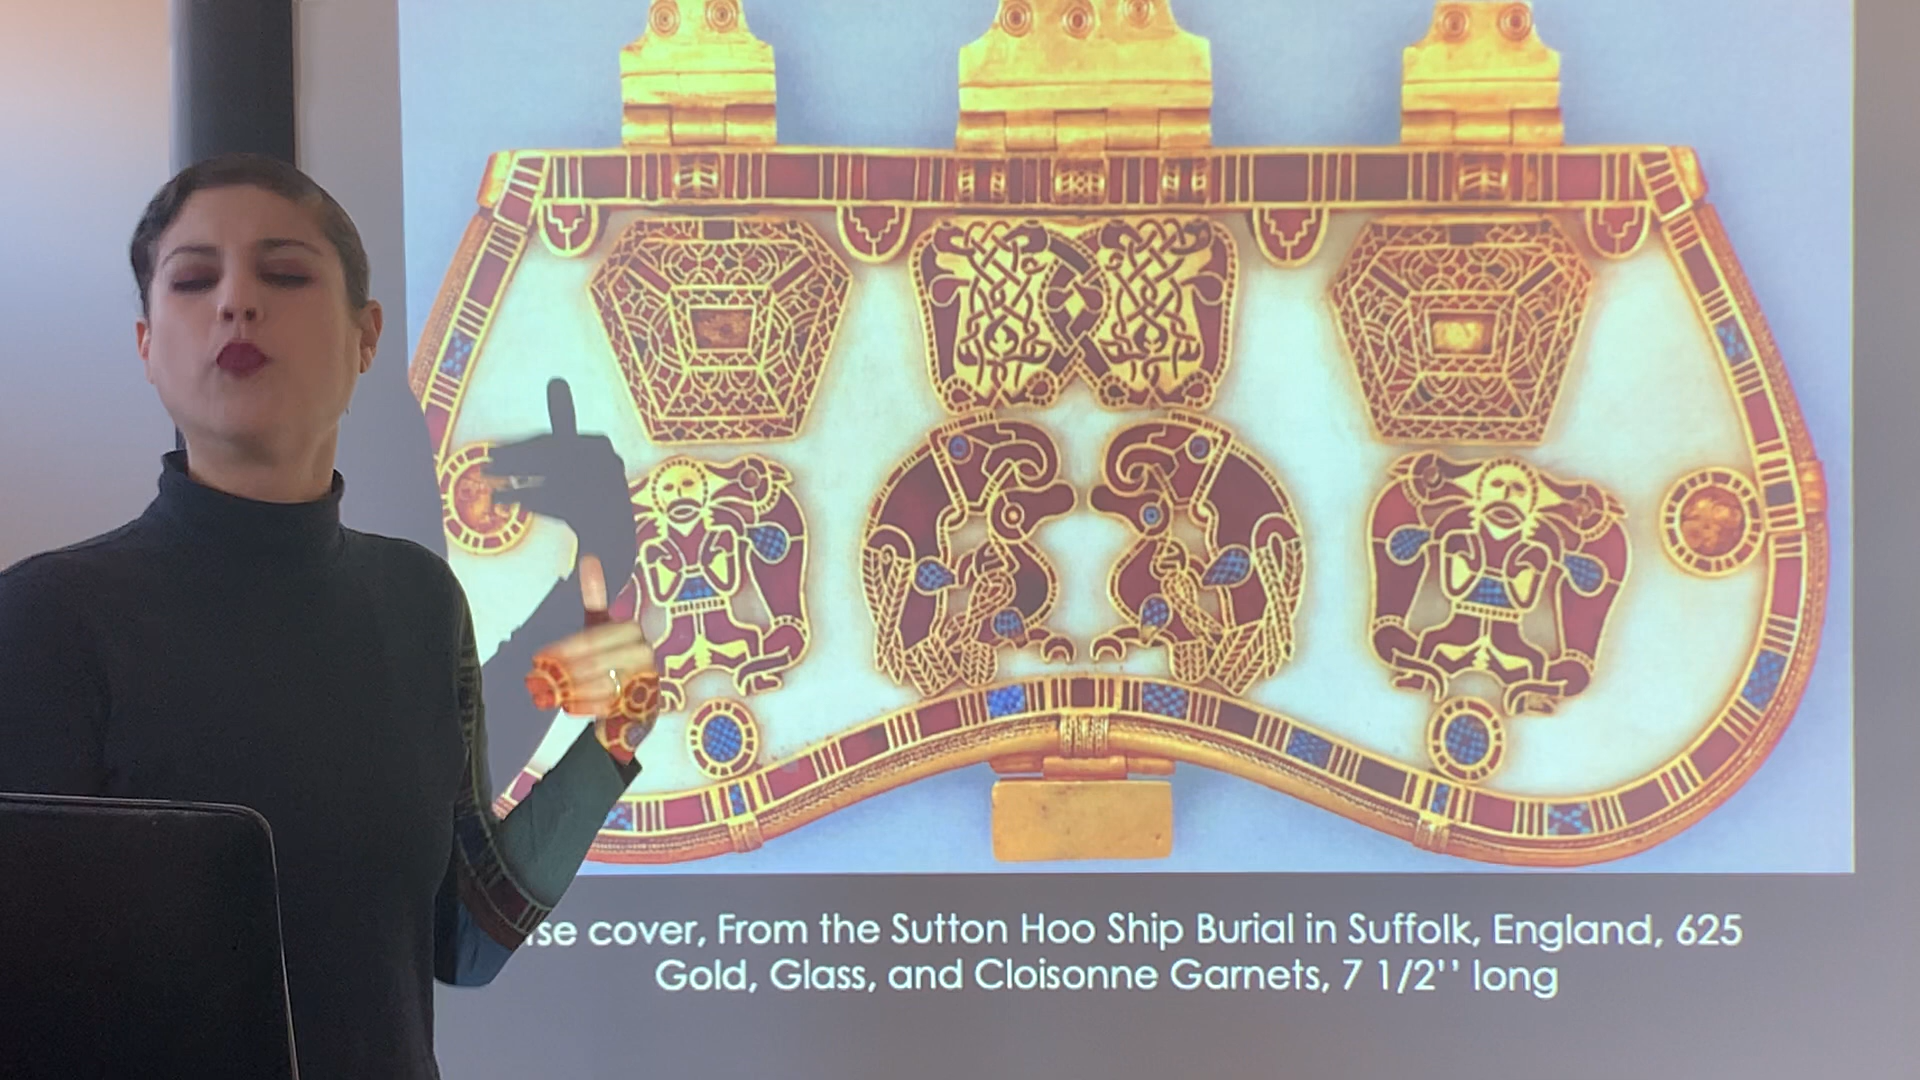 cover, From the Sutton Hoo Ship Burial in Suffolk, England, 625
Gold, Glass, and Cloisonne Garnets, 7 1/2'' long